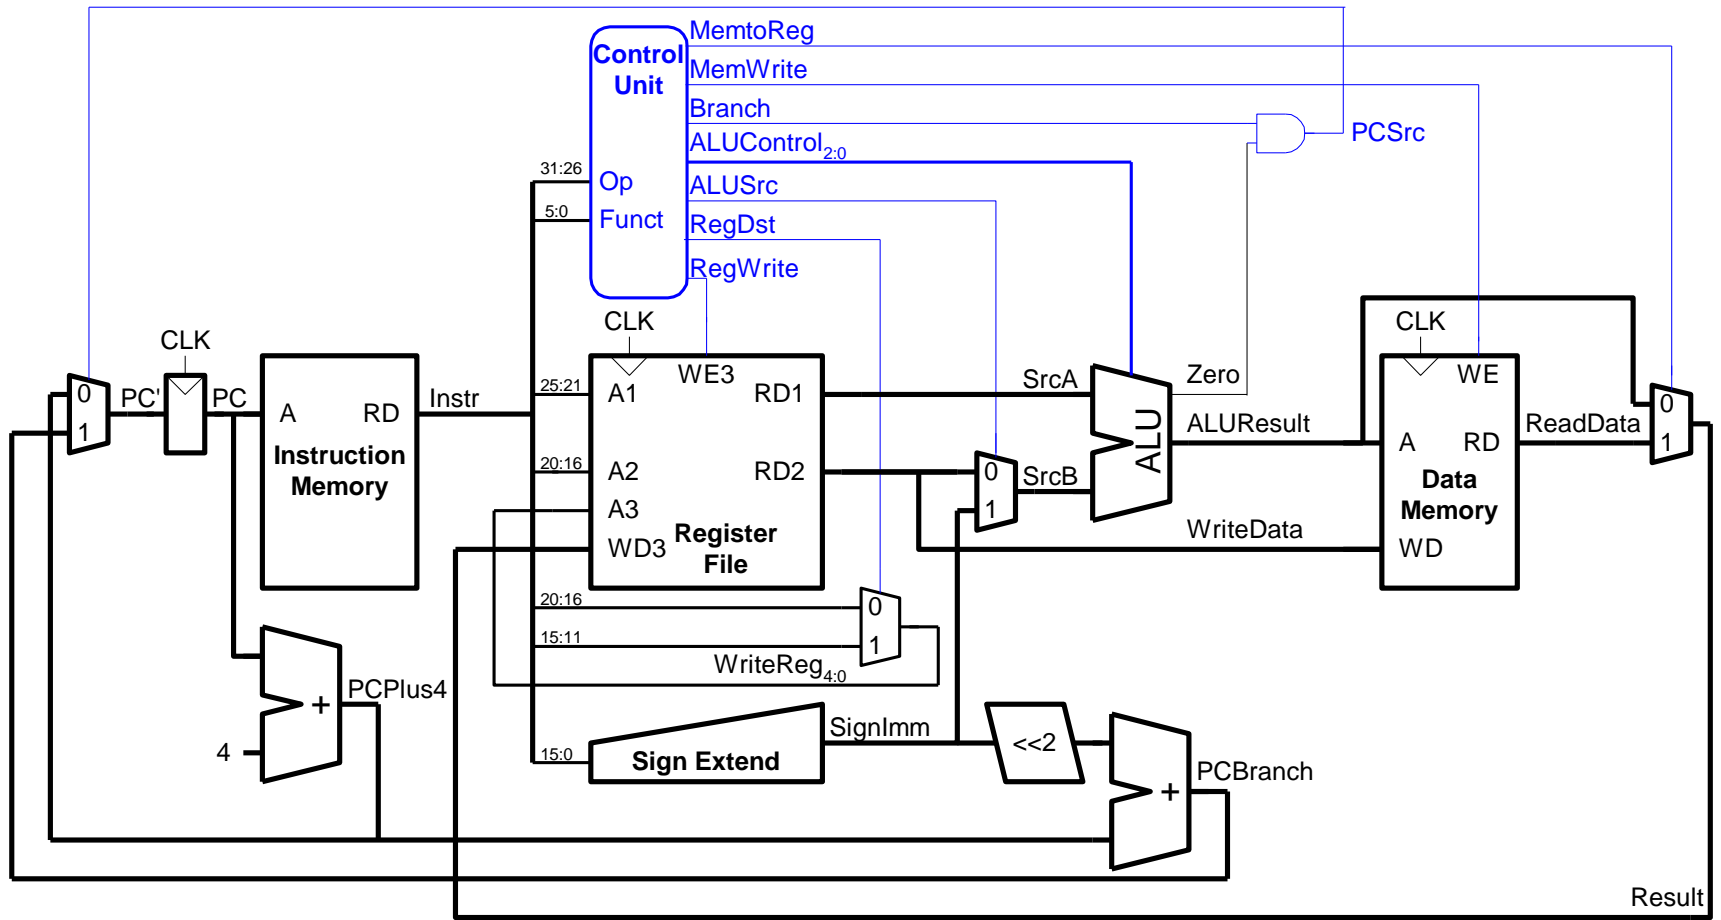 MemtoReg
Control
Unit
MemWrite
Branch
PCSrc
ALUControl2:0
31:26
Op
ALUSrc
5:0
Funct
RegDst
RegWrite
CLK
CLK
CLK
0
1
PC'
PC
A
RD
Instruction
Memory
Instr
25:21
A1
WE3
RD1
SrcA
Zero
ALU
ALUResult
WE
A
RD
ReadData
0
1
20:16
A2
RD2
0
1
SrcB
A3
Data
Memory
WD3
Register
File
WriteData
WD
20:16
0
15:11
1
WriteReg4:0
PCPlus4
+
4
SignImm
15:0
Sign Extend
<<2
PCBranch
+
Result